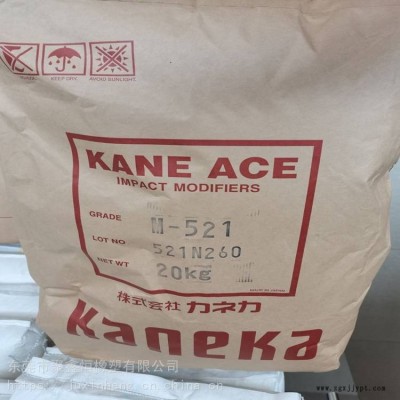 KEEP DRY
AVOID SUNLIGHT
KANE ACE
IMPACT MODIFIERS
GRADE M-521
LOT NO 521N260
NET WT 20kg
株式会社 カネカ
Kaneka